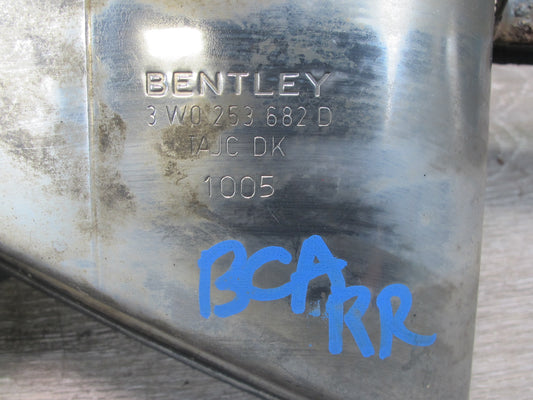 BENTLEY
3W0 253 682 D
TAJC DK
1005
BCA
RR